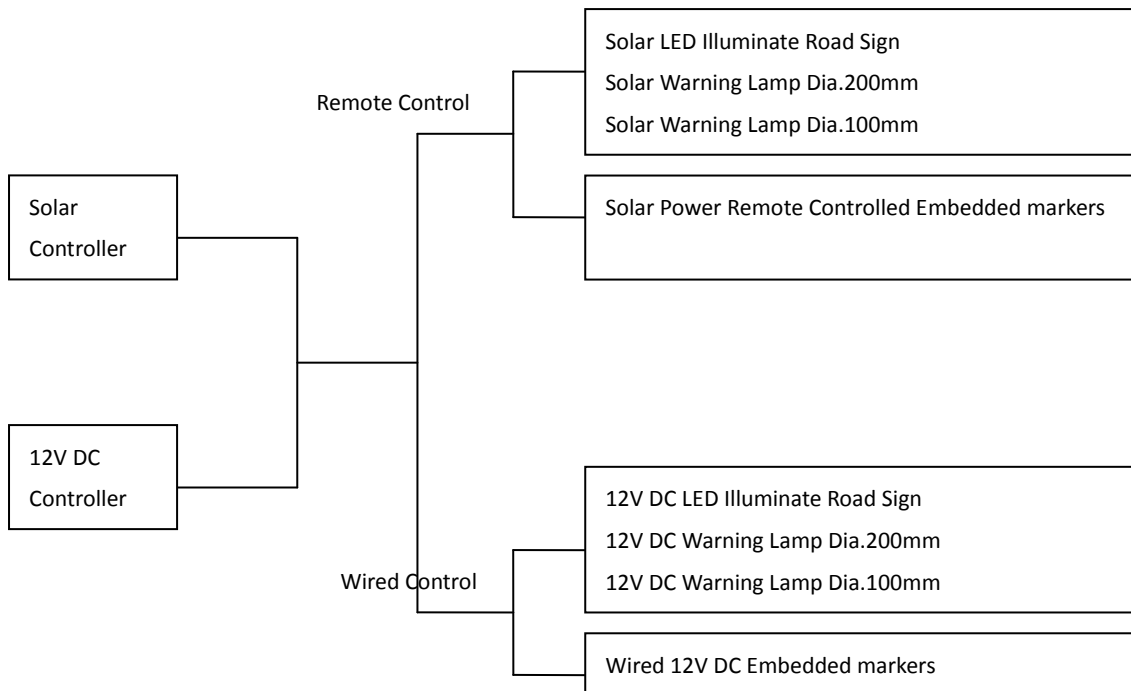 Solar LED Illuminate Road Sign
Solar Warning Lamp Dia.200mm
Solar Warning Lamp Dia.100mm
Remote Control
Solar Power Remote Controlled Embedded markers
Solar
Controller
12V DC
Controller
12V DC LED Illuminate Road Sign
12V DC Warning Lamp Dia.200mm
12V DC Warning Lamp Dia.100mm
Wired Control
Wired 12V DC Embedded markers